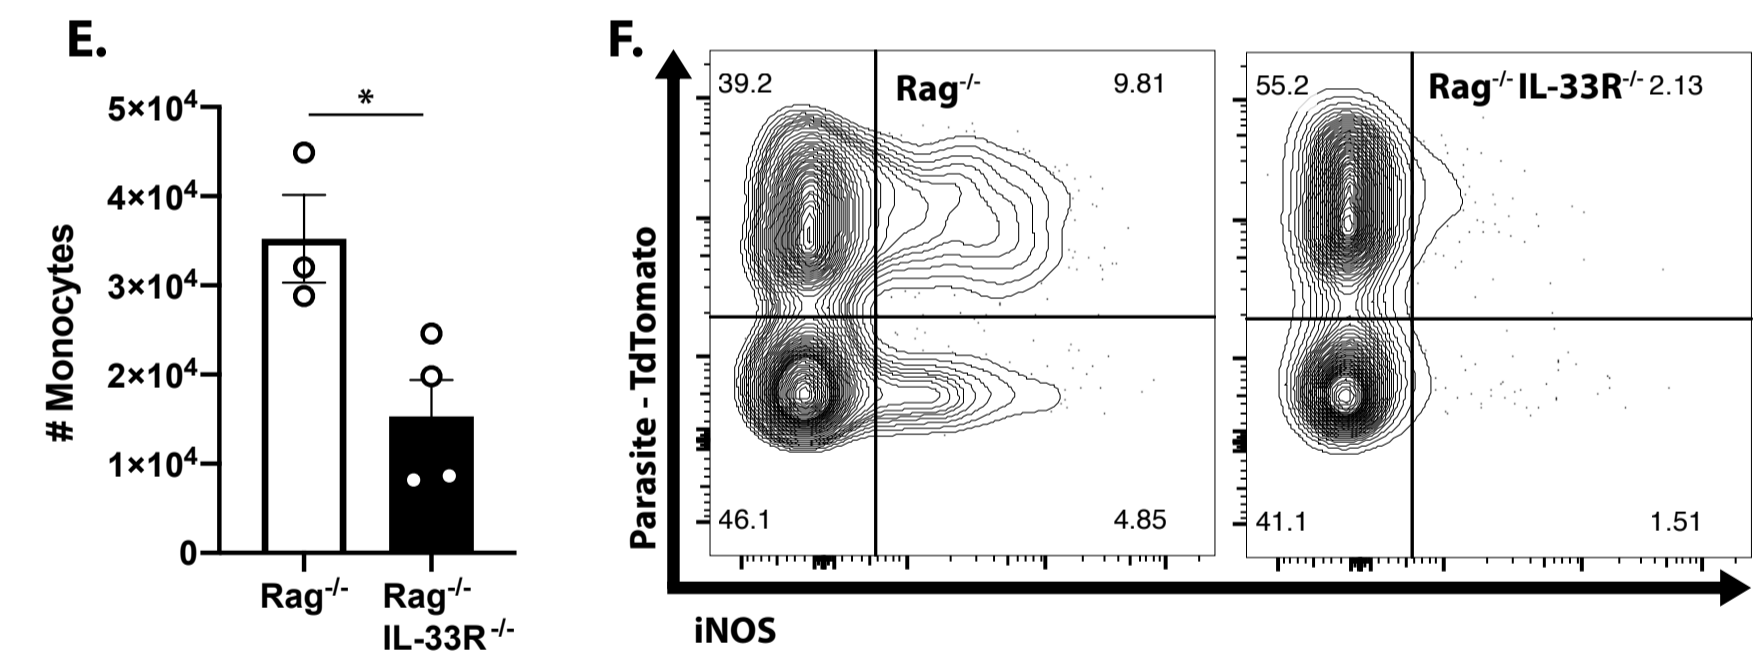 E.
*
5×10⁴
4×10⁴
3×10⁴
2×10⁴
1×10⁴
0
# Monocytes
Rag⁻/⁻
Rag⁻/⁻
IL-33R⁻/⁻
F.
39.2
Rag⁻/⁻
9.81
46.1
4.85
55.2
Rag⁻/⁻ IL-33R⁻/⁻ 2.13
41.1
1.51
Parasite - TdTomato
iNOS